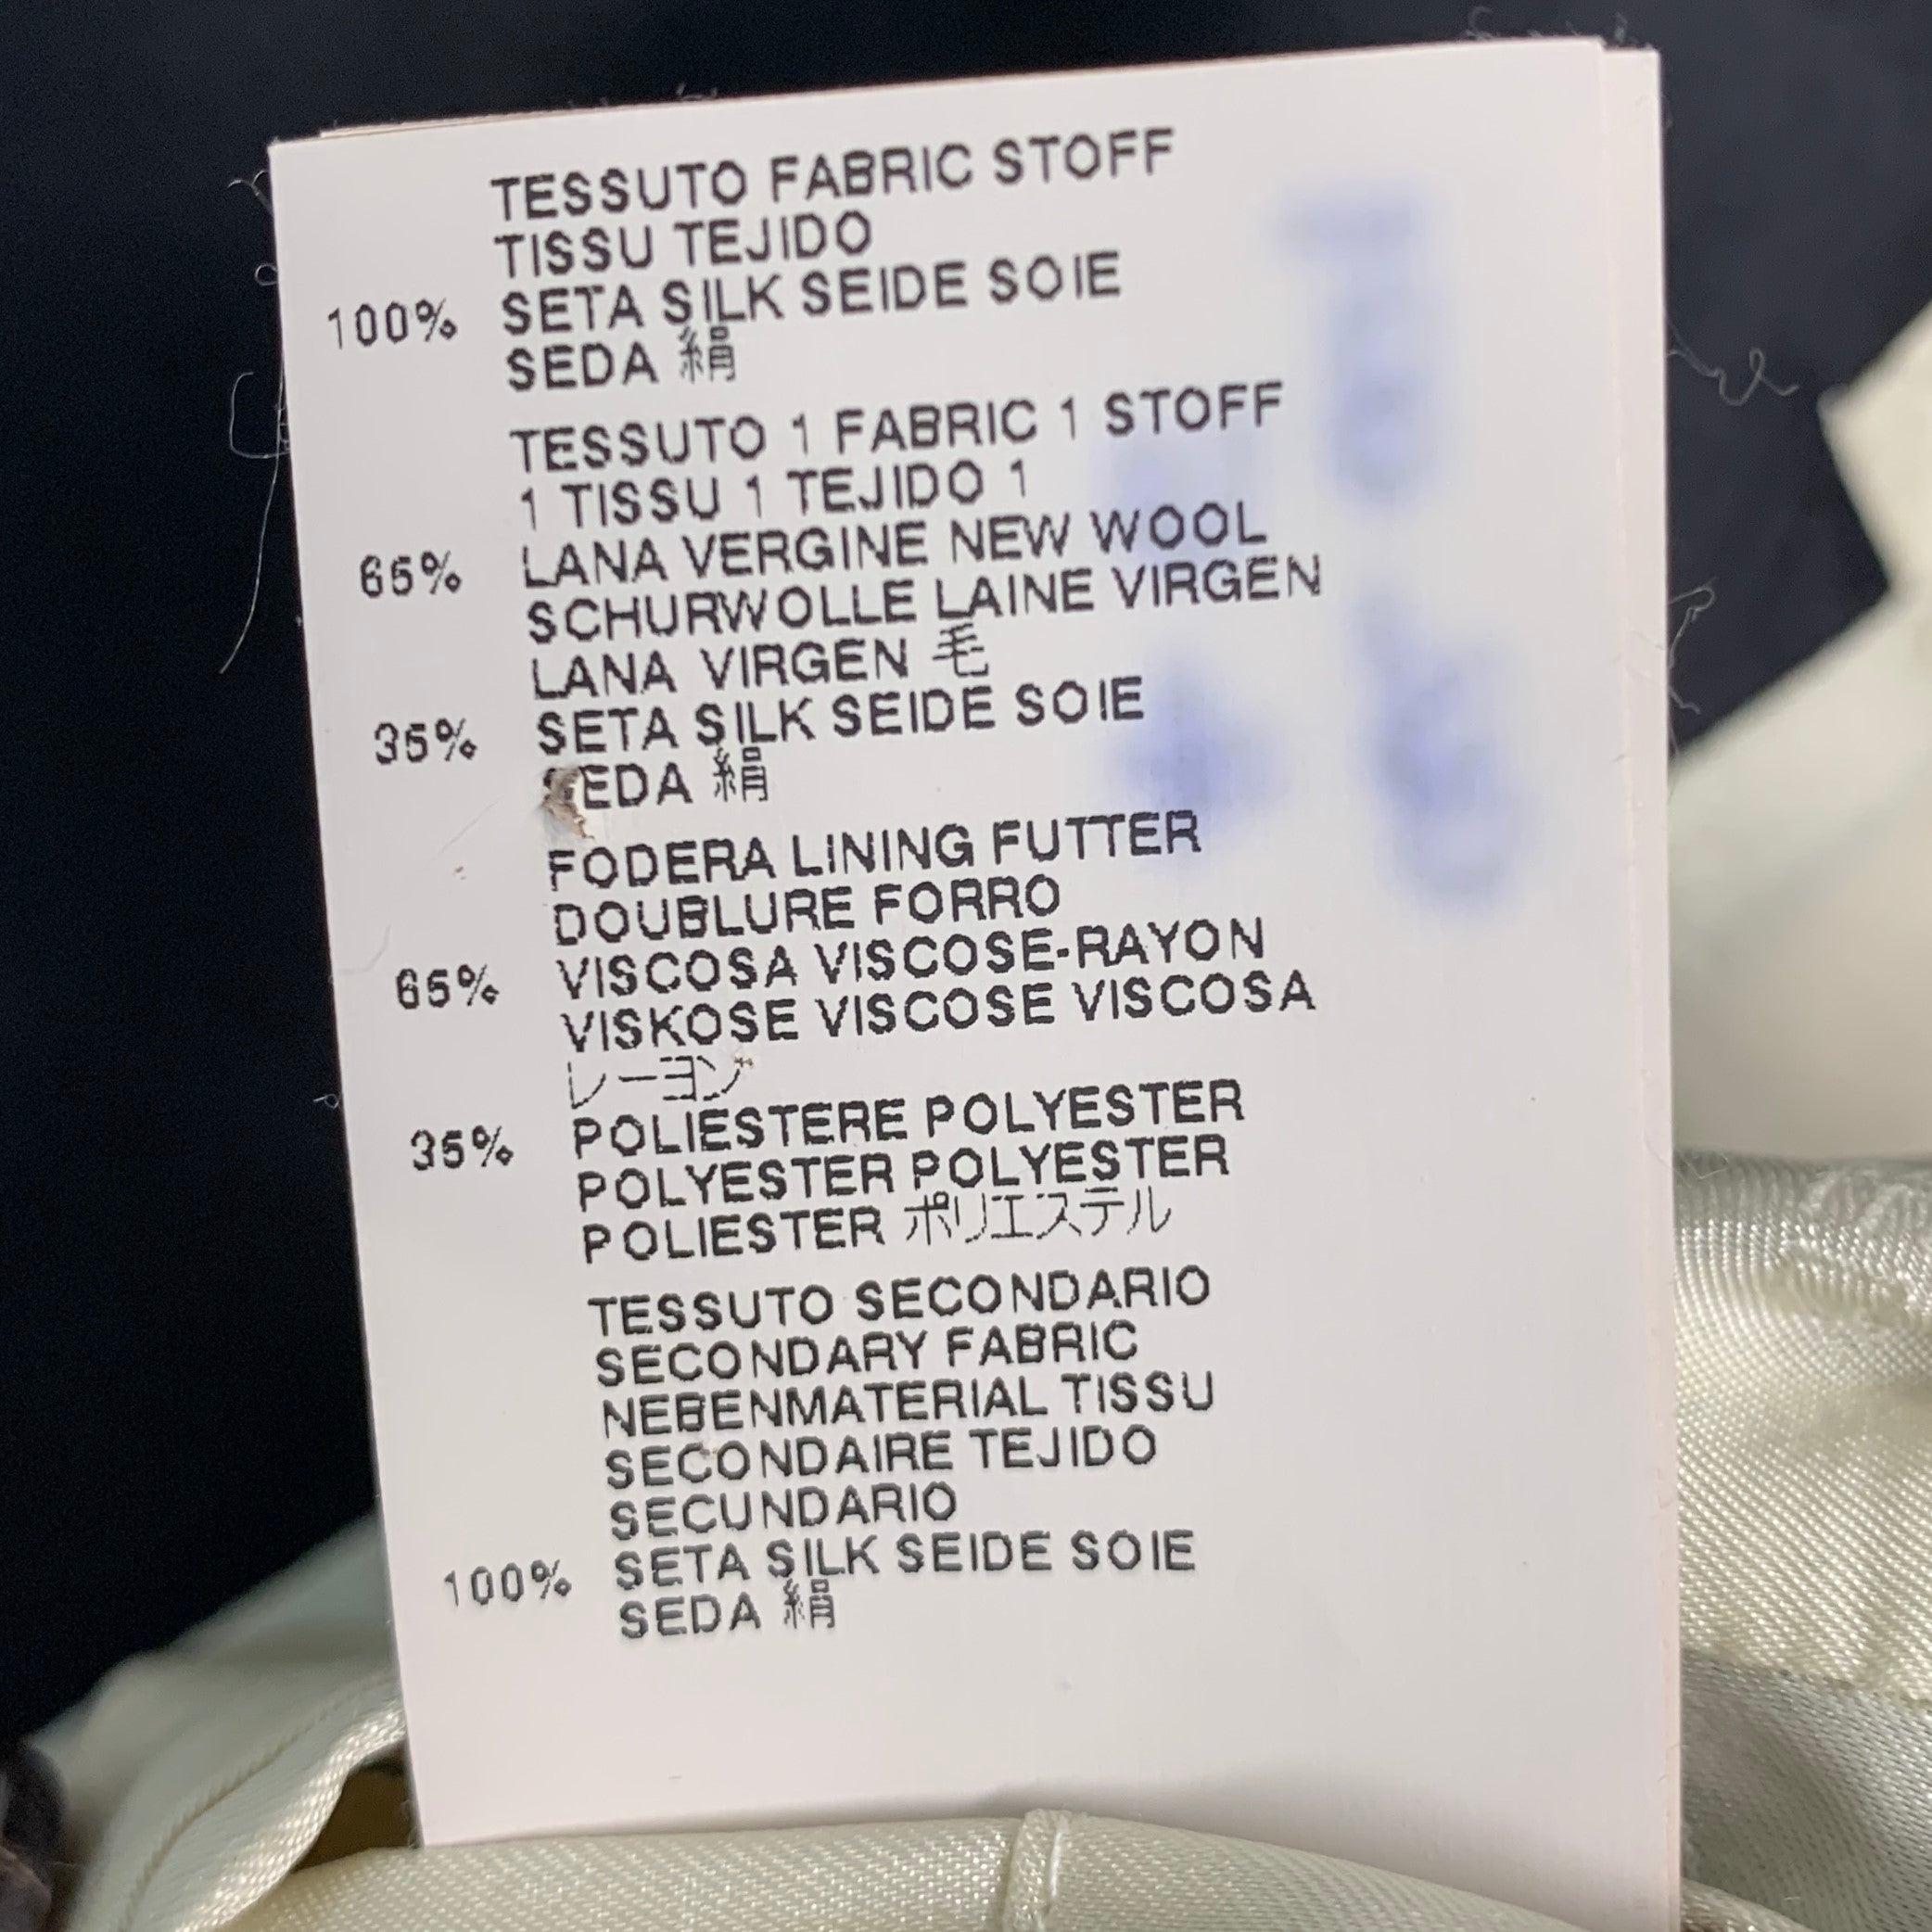 TESSUTO FABRIC STOFF
TISSU TEJIDO
100% SETA SILK SEIDE SOIE
SEDA 絹
TESSUTO 1 FABRIC 1 STOFF
1 TISSU 1 TEJIDO 1
65% LANA VERGINE NEW WOOL
SCHURWOLLE LAINE VIRGEN
LANA VIRGEN 毛
35% SETA SILK SEIDE SOIE
SEDA 絹
FODERA LINING FUTTER
DOUBLURE FORRO
65% VISCOSA VISCOSE-RAYON
VISKOSE VISCOSE VISCOSA
レーヨン
35% POLIESTERE POLYESTER
POLYESTER POLYESTER
POLIESTER ポリエステル
TESSUTO SECONDARIO
SECONDARY FABRIC
NEBENMATERIAL TISSU
SECONDAIRE TEJIDO
SECUNDARIO
100% SETA SILK SEIDE SOIE
SEDA 絹